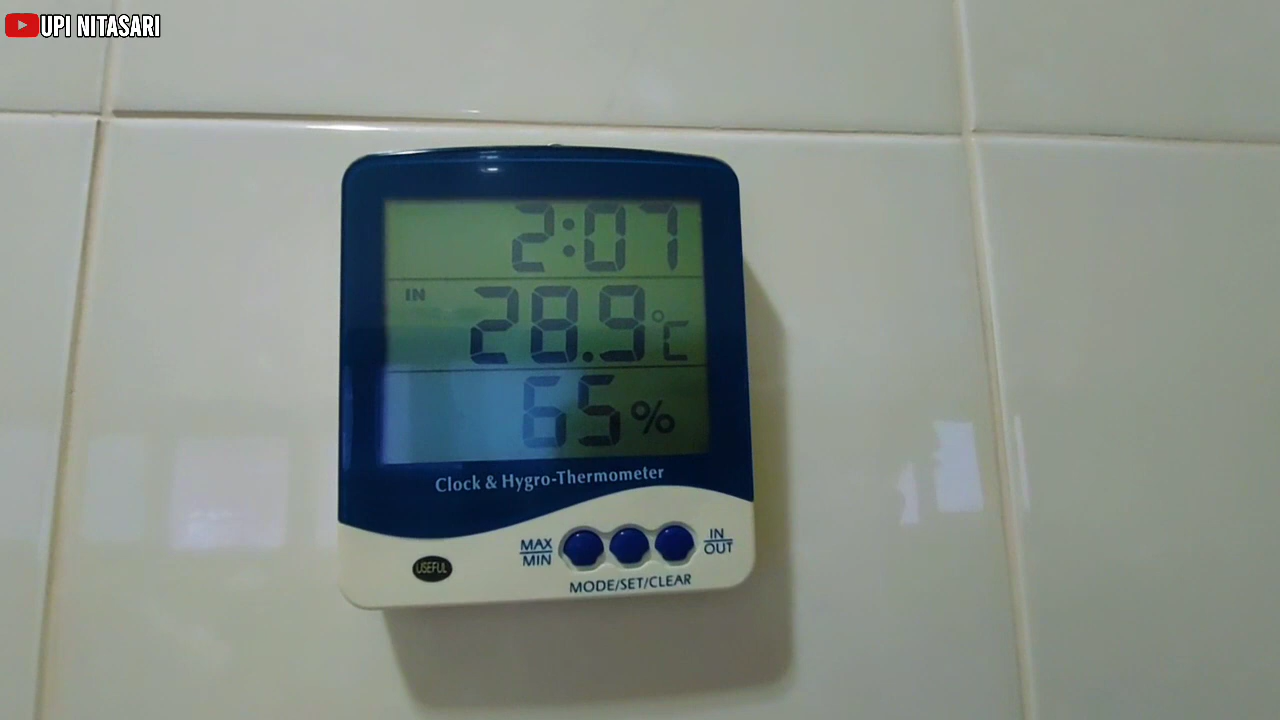 UPI NITASARI
2:07
IN 28.9 °C
65 %
Clock & Hygro-Thermometer
MAX
MIN
IN
OUT
USEFUL
MODE/SET/CLEAR